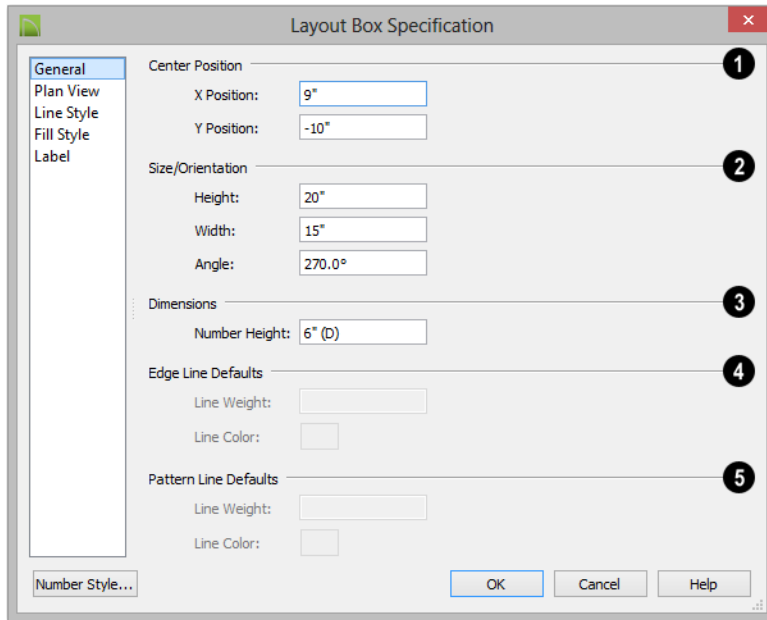 Layout Box Specification
General
Plan View
Line Style
Fill Style
Label
Center Position 1
X Position: 9"
Y Position: -10"
Size/Orientation 2
Height: 20"
Width: 15"
Angle: 270.0°
Dimensions 3
Number Height: 6" (D)
Edge Line Defaults 4
Line Weight:
Line Color:
Pattern Line Defaults 5
Line Weight:
Line Color:
Number Style... OK Cancel Help